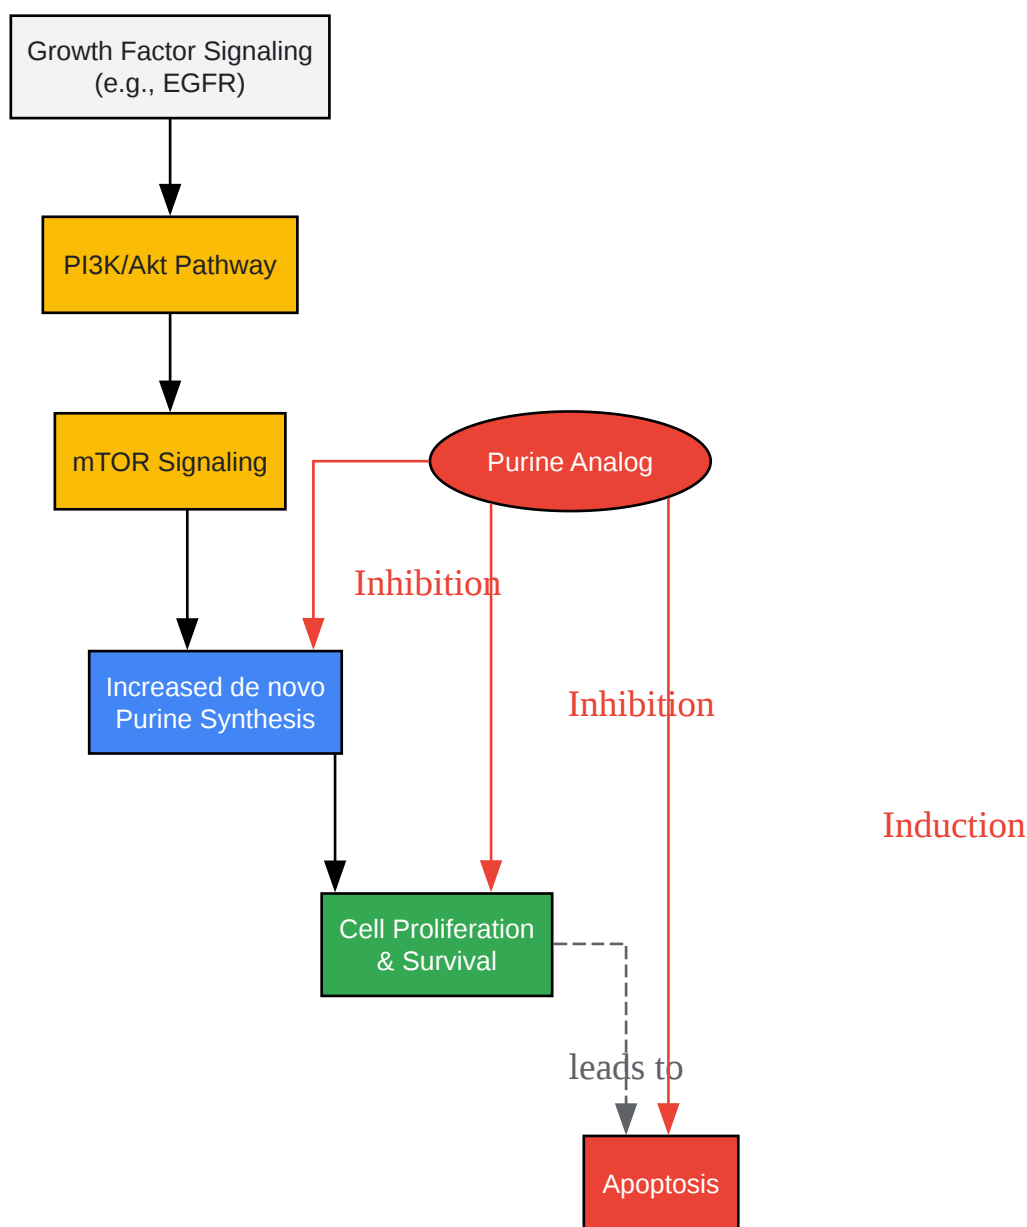 Growth Factor Signaling
(e.g., EGFR)
PI3K/Akt Pathway
mTOR Signaling
Purine Analog
Inhibition
Increased de novo
Purine Synthesis
Inhibition
Induction
Cell Proliferation
& Survival
leads to
Apoptosis